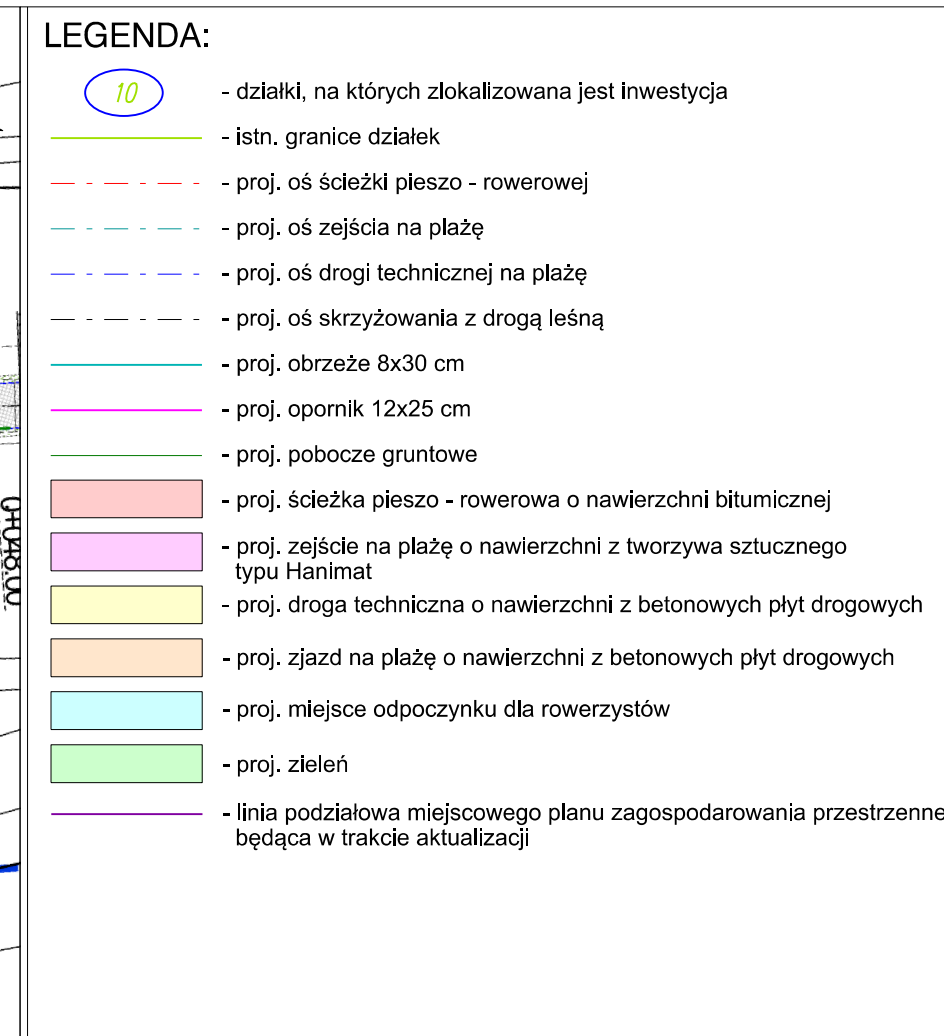 LEGENDA:
10 - działki, na których zlokalizowana jest inwestycja
- istn. granice działek
- proj. oś ścieżki pieszo - rowerowej
- proj. oś zejścia na plażę
- proj. oś drogi technicznej na plażę
- proj. oś skrzyżowania z drogą leśną
- proj. obrzeże 8x30 cm
- proj. opornik 12x25 cm
- proj. pobocze gruntowe
- proj. ścieżka pieszo - rowerowa o nawierzchni bitumicznej
- proj. zejście na plażę o nawierzchni z tworzywa sztucznego
typu Hanimat
- proj. droga techniczna o nawierzchni z betonowych płyt drogowych
- proj. zjazd na plażę o nawierzchni z betonowych płyt drogowych
- proj. miejsce odpoczynku dla rowerzystów
- proj. zieleń
- linia podziałowa miejscowego planu zagospodarowania przestrzenne
będąca w trakcie aktualizacji
0+048.00